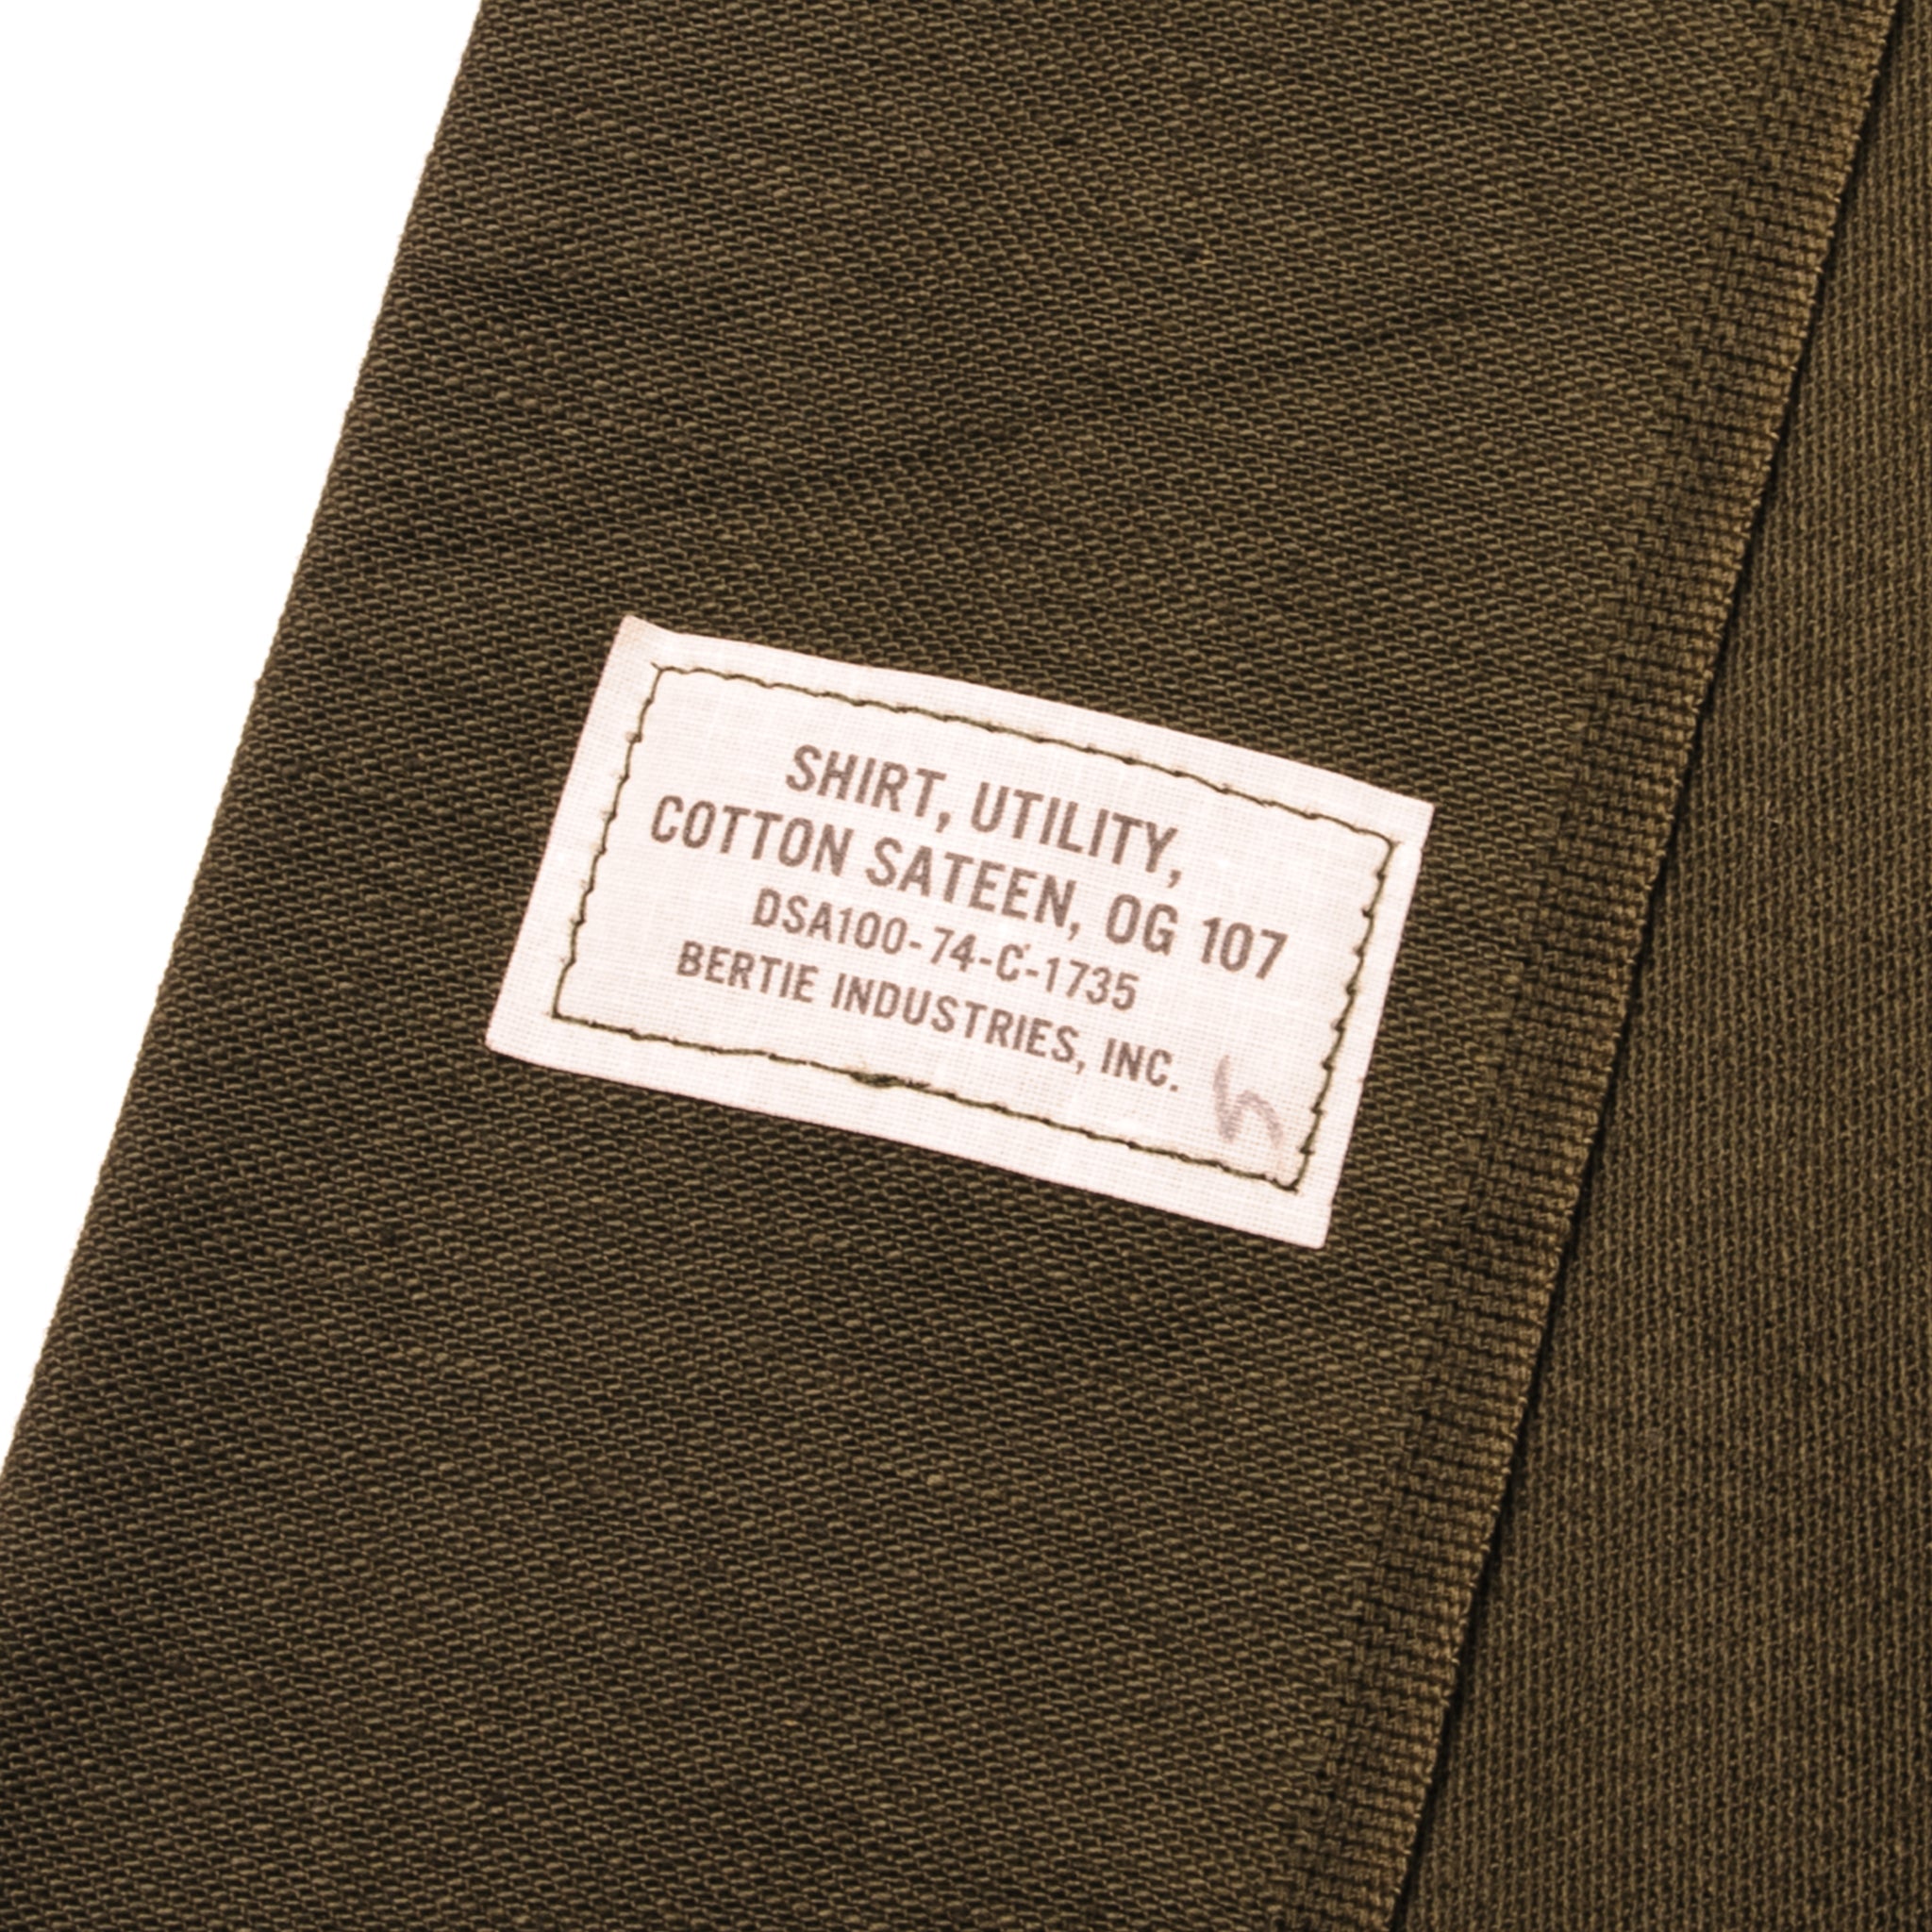 SHIRT, UTILITY,
COTTON SATEEN, OG 107
DSA100-74-C-1735
BERTIE INDUSTRIES, INC.